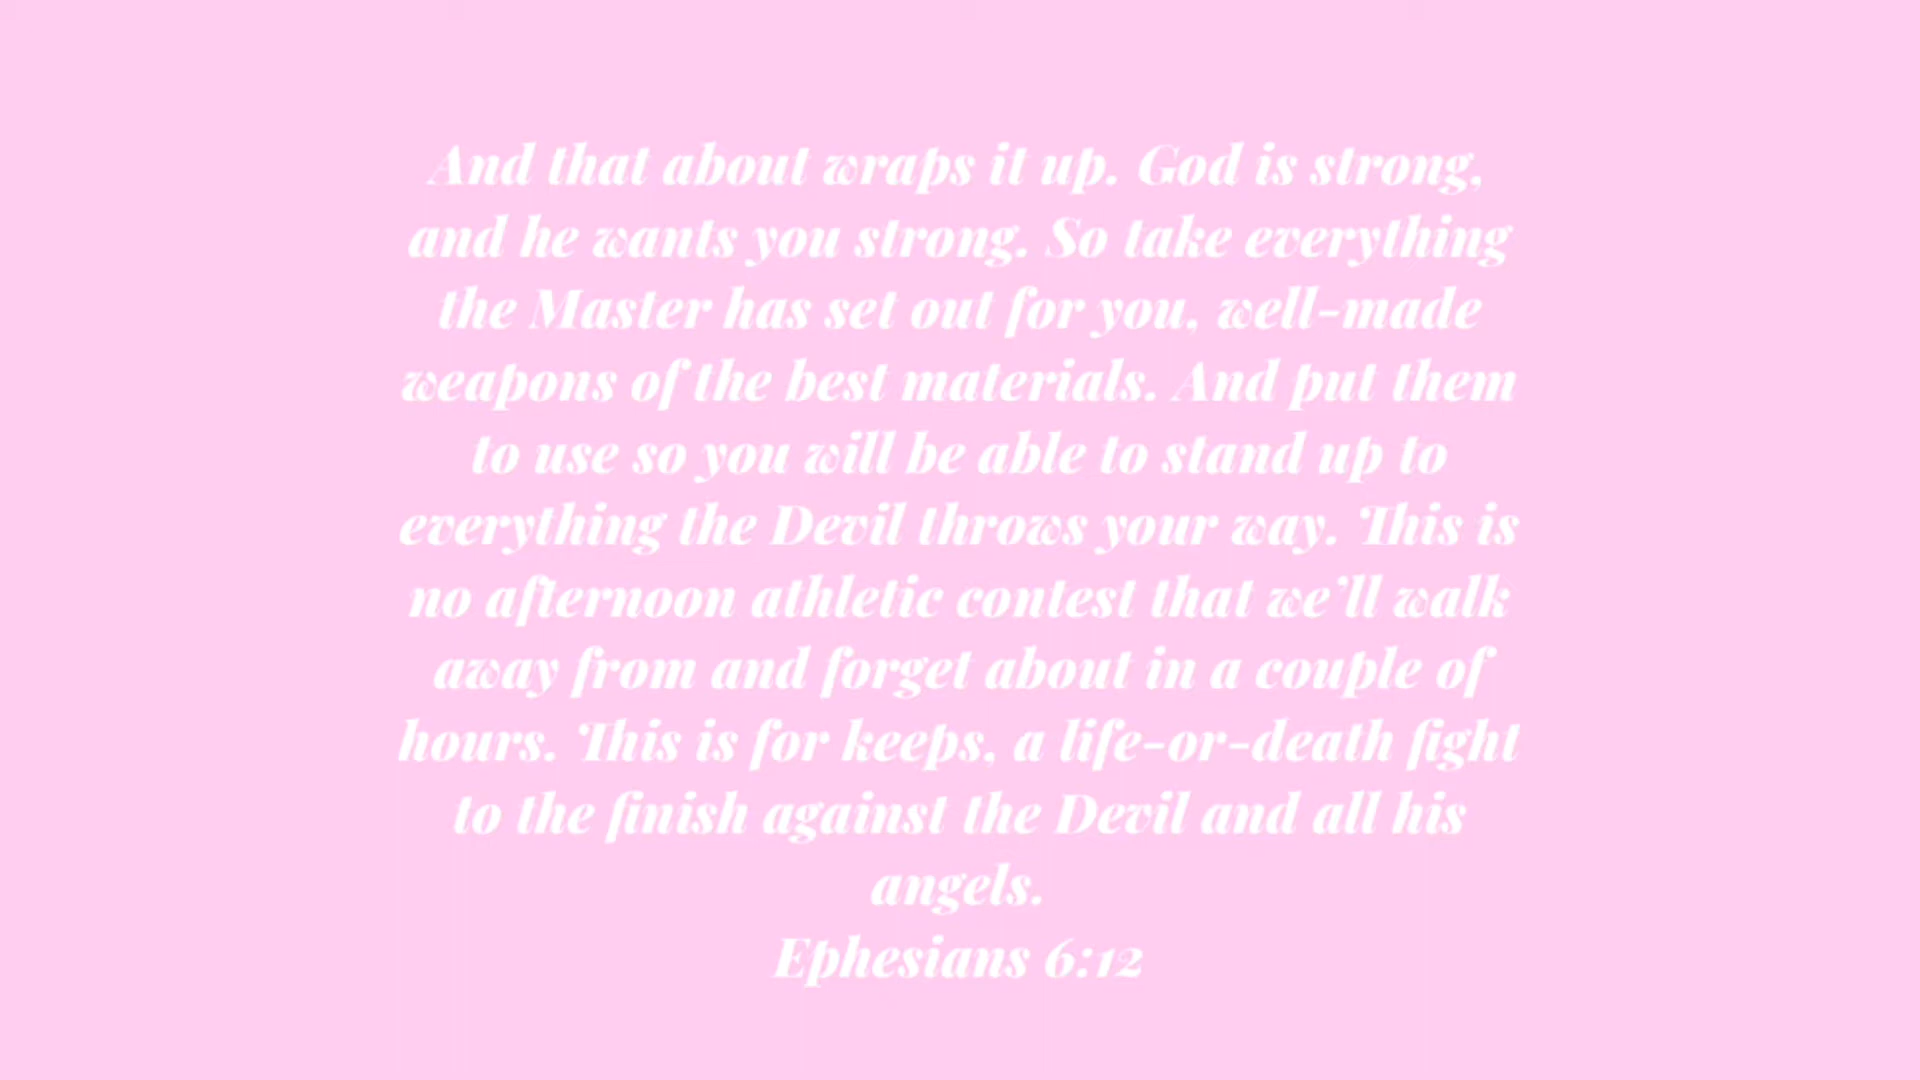 And that about wraps it up. God is strong,
and he wants you strong. So take everything
the Master has set out for you, well-made
weapons of the best materials. And put them
to use so you will be able to stand up to
everything the Devil throws your way. This is
no afternoon athletic contest that we’ll walk
away from and forget about in a couple of
hours. This is for keeps, a life-or-death fight
to the finish against the Devil and all his
angels.
Ephesians 6:12